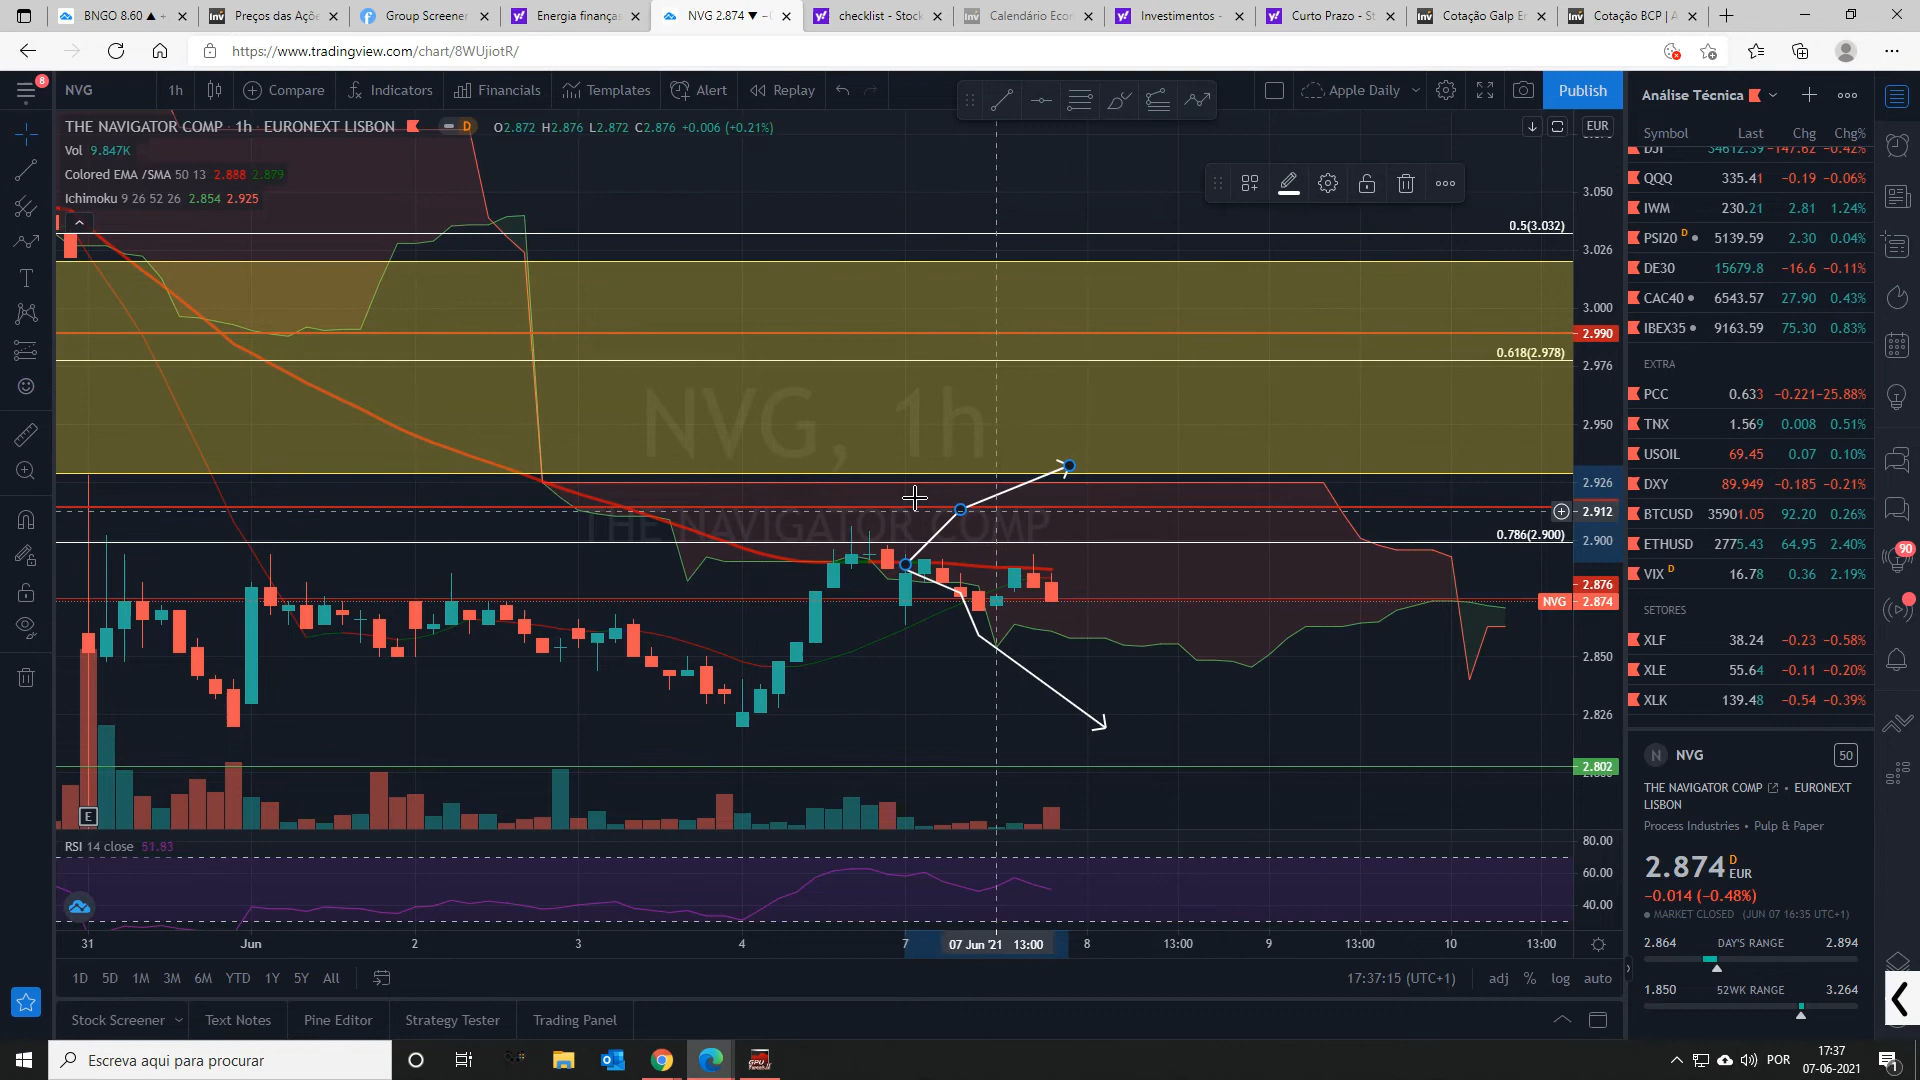 BNGO 8.60 ▲ +
Preços das Açõe
Group Screener
Energia finanças
NVG 2.874 ▼ −
checklist - Stock
Calendário Econ
Investimentos -
Curto Prazo - St
Cotação Galp En
Cotação BCP | A
https://www.tradingview.com/chart/8WUjiotR/
8
NVG
1h
Compare
Indicators
Financials
Templates
Alert
Replay
Apple Daily
Publish
Análise Técnica
THE NAVIGATOR COMP · 1h · EURONEXT LISBON
D
O2.872 H2.876 L2.872 C2.876 +0.006 (+0.21%)
EUR
Vol 9.847K
Colored EMA /SMA 50 13 2.888 2.879
Ichimoku 9 26 52 26 2.854 2.925
Symbol Last Chg Chg%
DJI 34612.39 −147.62 −0.42%
QQQ 335.41 −0.19 −0.06%
IWM 230.21 2.81 1.24%
PSI20 D 5139.59 2.30 0.04%
DE30 15679.8 −16.6 −0.11%
CAC40 6543.57 27.90 0.43%
IBEX35 9163.59 75.30 0.83%
EXTRA
PCC 0.633 −0.221 −25.88%
TNX 1.569 0.008 0.51%
USOIL 69.45 0.07 0.10%
DXY 89.949 −0.185 −0.21%
BTCUSD 35901.05 92.20 0.26%
ETHUSD 2775.43 64.95 2.40%
VIX D 16.78 0.36 2.19%
SETORES
XLF 38.24 −0.23 −0.58%
XLE 55.64 −0.11 −0.20%
XLK 139.48 −0.54 −0.39%
90
0.5(3.032)
0.618(2.978)
0.786(2.900)
3.050
3.026
3.000
2.990
2.976
2.950
2.926
2.912
2.900
2.876
NVG 2.874
2.850
2.826
2.802
NVG, 1h
THE NAVIGATOR COMP
E
RSI 14 close 51.83
80.00
60.00
40.00
31
Jun
2
3
4
7
07 Jun '21 13:00
8
13:00
9
13:00
10
13:00
1D 5D 1M 3M 6M YTD 1Y 5Y All
17:37:15 (UTC+1)
adj % log auto
Stock Screener
Text Notes
Pine Editor
Strategy Tester
Trading Panel
N NVG
50
THE NAVIGATOR COMP • EURONEXT
LISBON
Process Industries • Pulp & Paper
2.874 D EUR
−0.014 (−0.48%)
MARKET CLOSED (JUN 07 16:35 UTC+1)
2.864 DAY'S RANGE 2.894
1.850 52WK RANGE 3.264
Escreva aqui para procurar
POR
17:37
07-06-2021
1